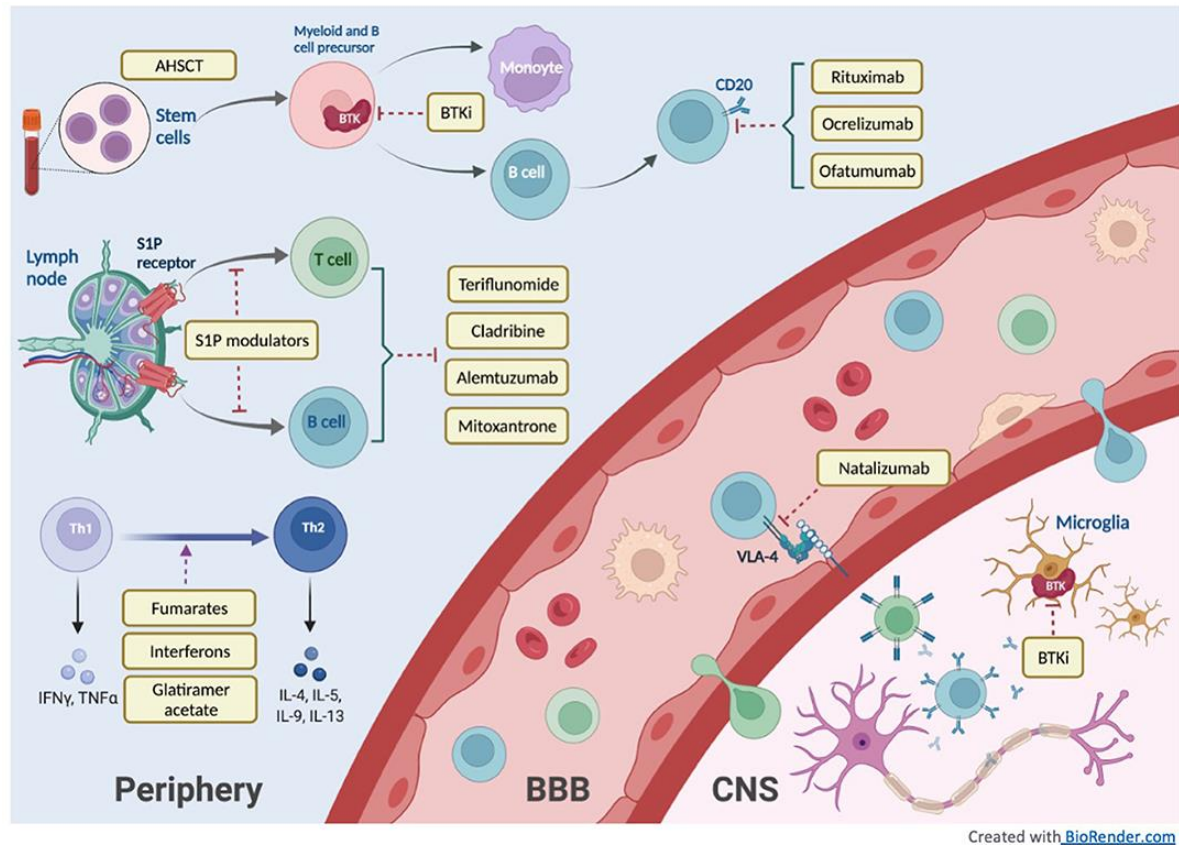 AHSCT
Stem
cells
Myeloid and B
cell precursor
BTK
BTKi
Monoyte
B cell
CD20
Rituximab
Ocrelizumab
Ofatumumab
Lymph
node
S1P
receptor
S1P modulators
T cell
B cell
Teriflunomide
Cladribine
Alemtuzumab
Mitoxantrone
Th1
Th2
Fumarates
Interferons
Glatiramer
acetate
IFNγ, TNFα
IL-4, IL-5,
IL-9, IL-13
Natalizumab
VLA-4
Microglia
BTK
BTKi
Periphery
BBB
CNS
Created with BioRender.com